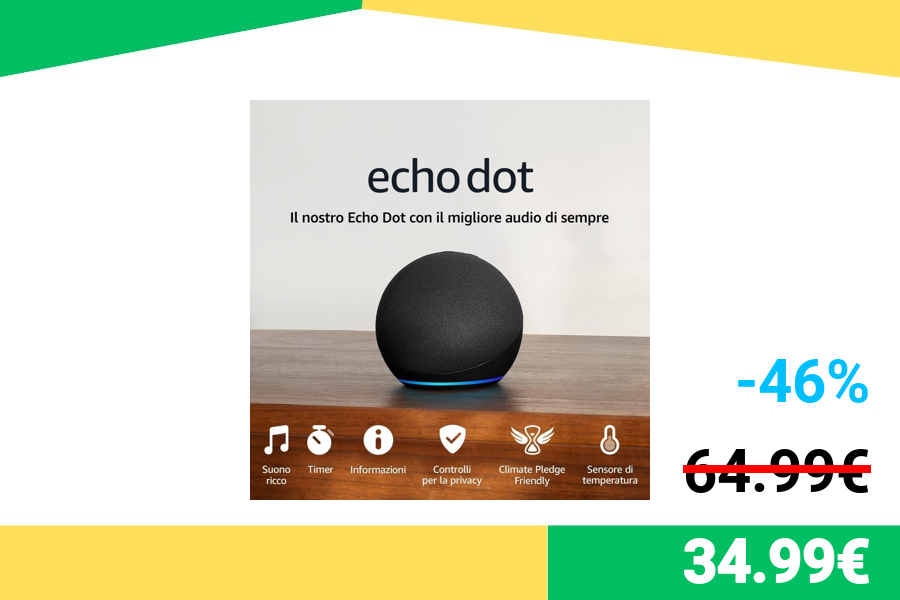 echo dot
Il nostro Echo Dot con il migliore audio di sempre
Suono
ricco
Timer
Informazioni
Controlli
per la privacy
Climate Pledge
Friendly
Sensore di
temperatura
-46%
64.99€
34.99€